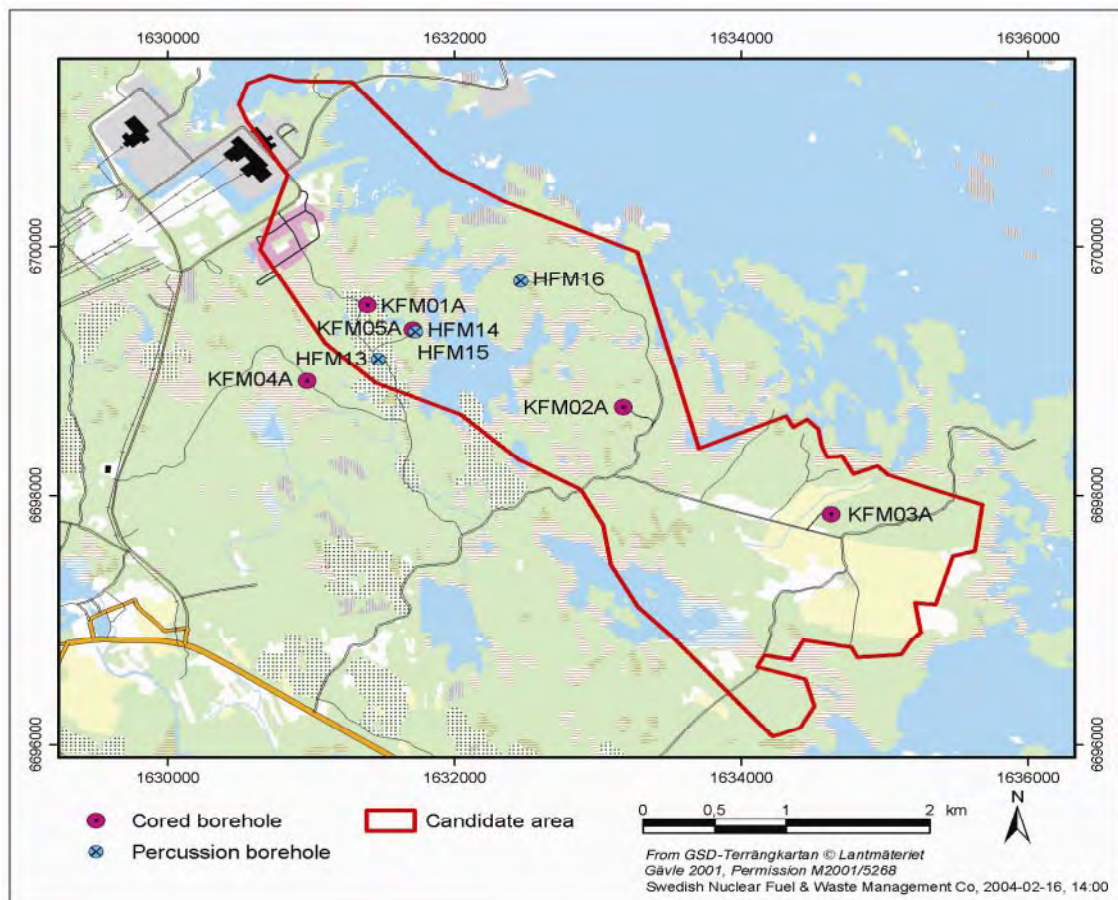 1630000 1632000 1634000 1636000
6700000 6700000
HFM16
KFM01A
KFM05A HFM14
HFM15
HFM13
KFM04A
KFM02A
6698000 6698000
KFM03A
6696000 6696000
1630000 1632000 1634000 1636000
Cored borehole
Percussion borehole
Candidate area
0 0,5 1 2 km
N
From GSD-Terrängkartan © Lantmäteriet
Gävle 2001, Permission M2001/5268
Swedish Nuclear Fuel & Waste Management Co, 2004-02-16, 14:00